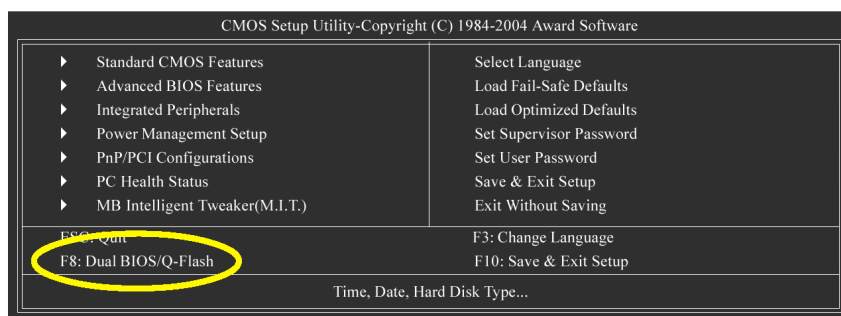 CMOS Setup Utility-Copyright (C) 1984-2004 Award Software
Standard CMOS Features
Advanced BIOS Features
Integrated Peripherals
Power Management Setup
PnP/PCI Configurations
PC Health Status
MB Intelligent Tweaker(M.I.T.)
Select Language
Load Fail-Safe Defaults
Load Optimized Defaults
Set Supervisor Password
Set User Password
Save & Exit Setup
Exit Without Saving
ESC: Quit
F3: Change Language
F8: Dual BIOS/Q-Flash
F10: Save & Exit Setup
Time, Date, Hard Disk Type...